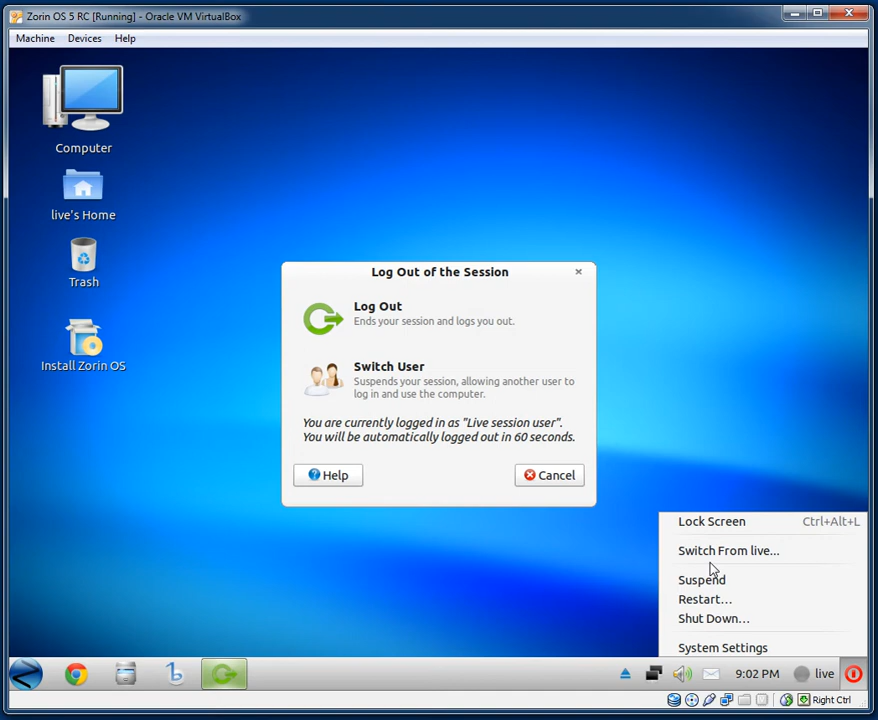 Zorin OS 5 RC [Running] - Oracle VM VirtualBox
Machine Devices Help
Computer
live's Home
Trash
Install Zorin OS
Log Out of the Session
Log Out
Ends your session and logs you out.
Switch User
Suspends your session, allowing another user to
log in and use the computer.
You are currently logged in as "Live session user".
You will be automatically logged out in 60 seconds.
Help Cancel
Lock Screen Ctrl+Alt+L
Switch From live...
Suspend
Restart...
Shut Down...
System Settings
9:02 PM live
Right Ctrl